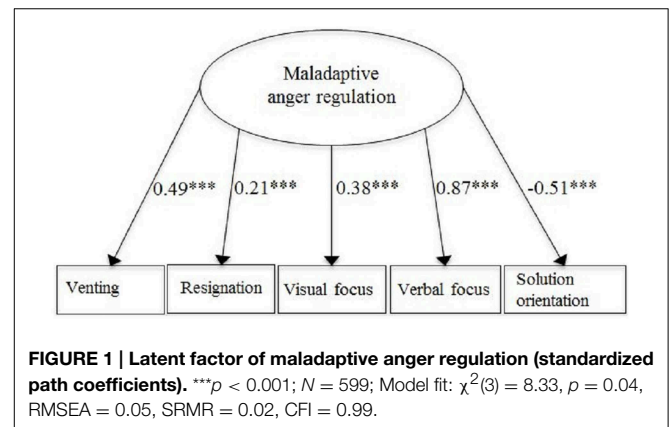 Maladaptive
anger regulation
0.49*** 0.21*** 0.38*** 0.87*** -0.51***
Venting Resignation Visual focus Verbal focus Solution
orientation
FIGURE 1 | Latent factor of maladaptive anger regulation (standardized
path coefficients). ***p < 0.001; N = 599; Model fit: χ²(3) = 8.33, p = 0.04,
RMSEA = 0.05, SRMR = 0.02, CFI = 0.99.